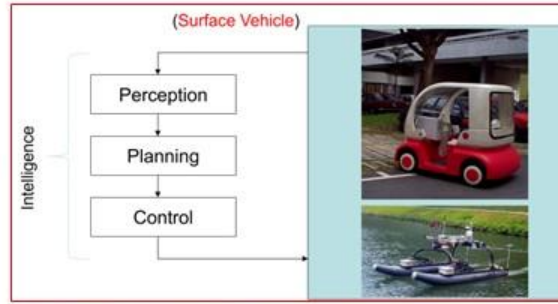 (Surface Vehicle)
Perception
Planning
Control
Intelligence